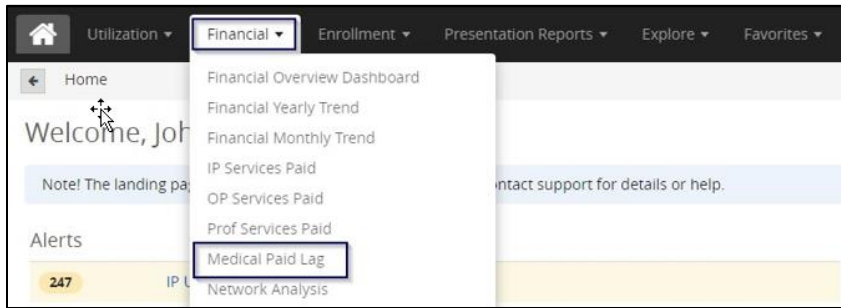 Utilization Financial Enrollment Presentation Reports Explore Favorites
Home
Financial Overview Dashboard
Financial Yearly Trend
Welcome, Joh
Financial Monthly Trend
IP Services Paid
Note! The landing contact support for details or help.
OP Services Paid
Prof Services Paid
Alerts
Medical Paid Lag
247 IP
Network Analysis